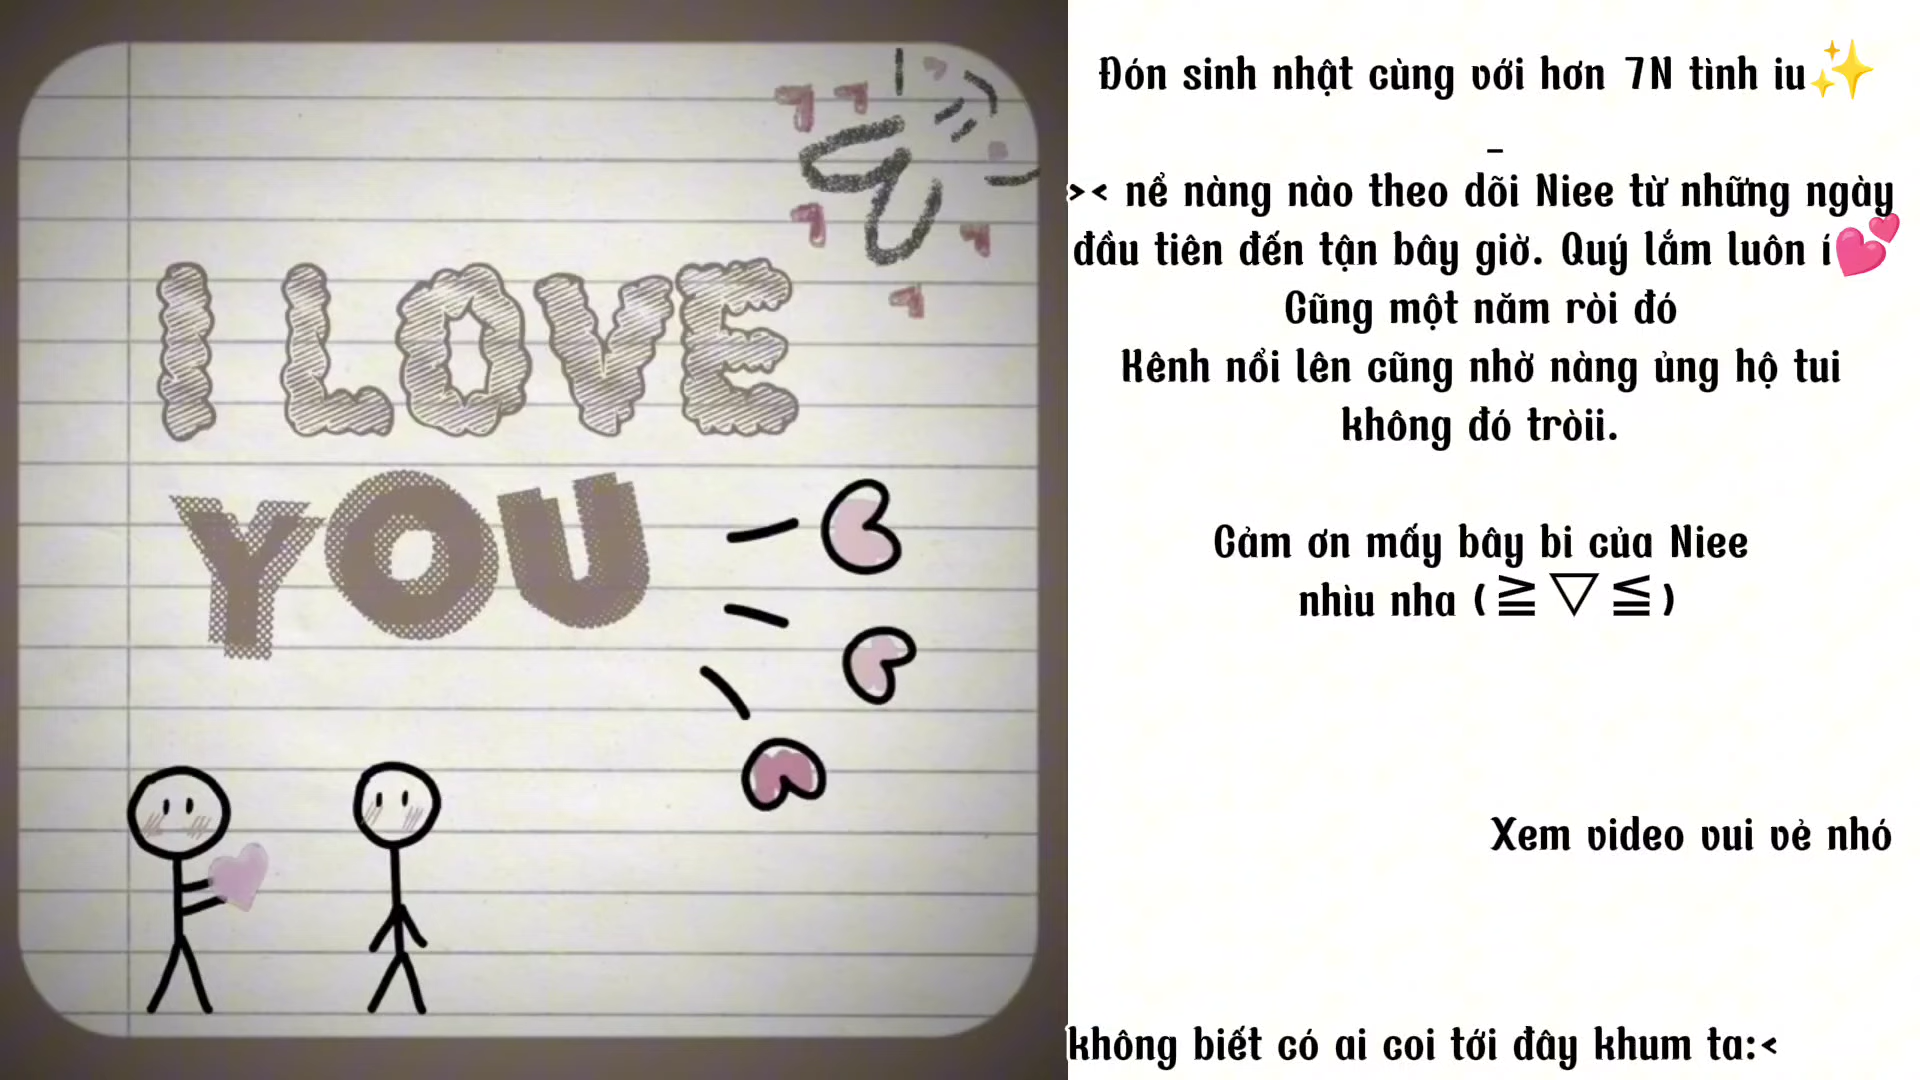 I LOVE
YOU
Đón sinh nhật cùng với hơn 7N tình iu✨
–
>< nể nàng nào theo dõi Niee từ những ngày
đầu tiên đến tận bây giờ. Quý lắm luôn í💕
Cũng một năm ròi đó
Kênh nổi lên cũng nhờ nàng ủng hộ tui
không đó tròii.
Cảm ơn mấy bây bi của Niee
nhìu nha (≧▽≦)
Xem video vui vẻ nhó
không biết có ai coi tới đây khum ta:<